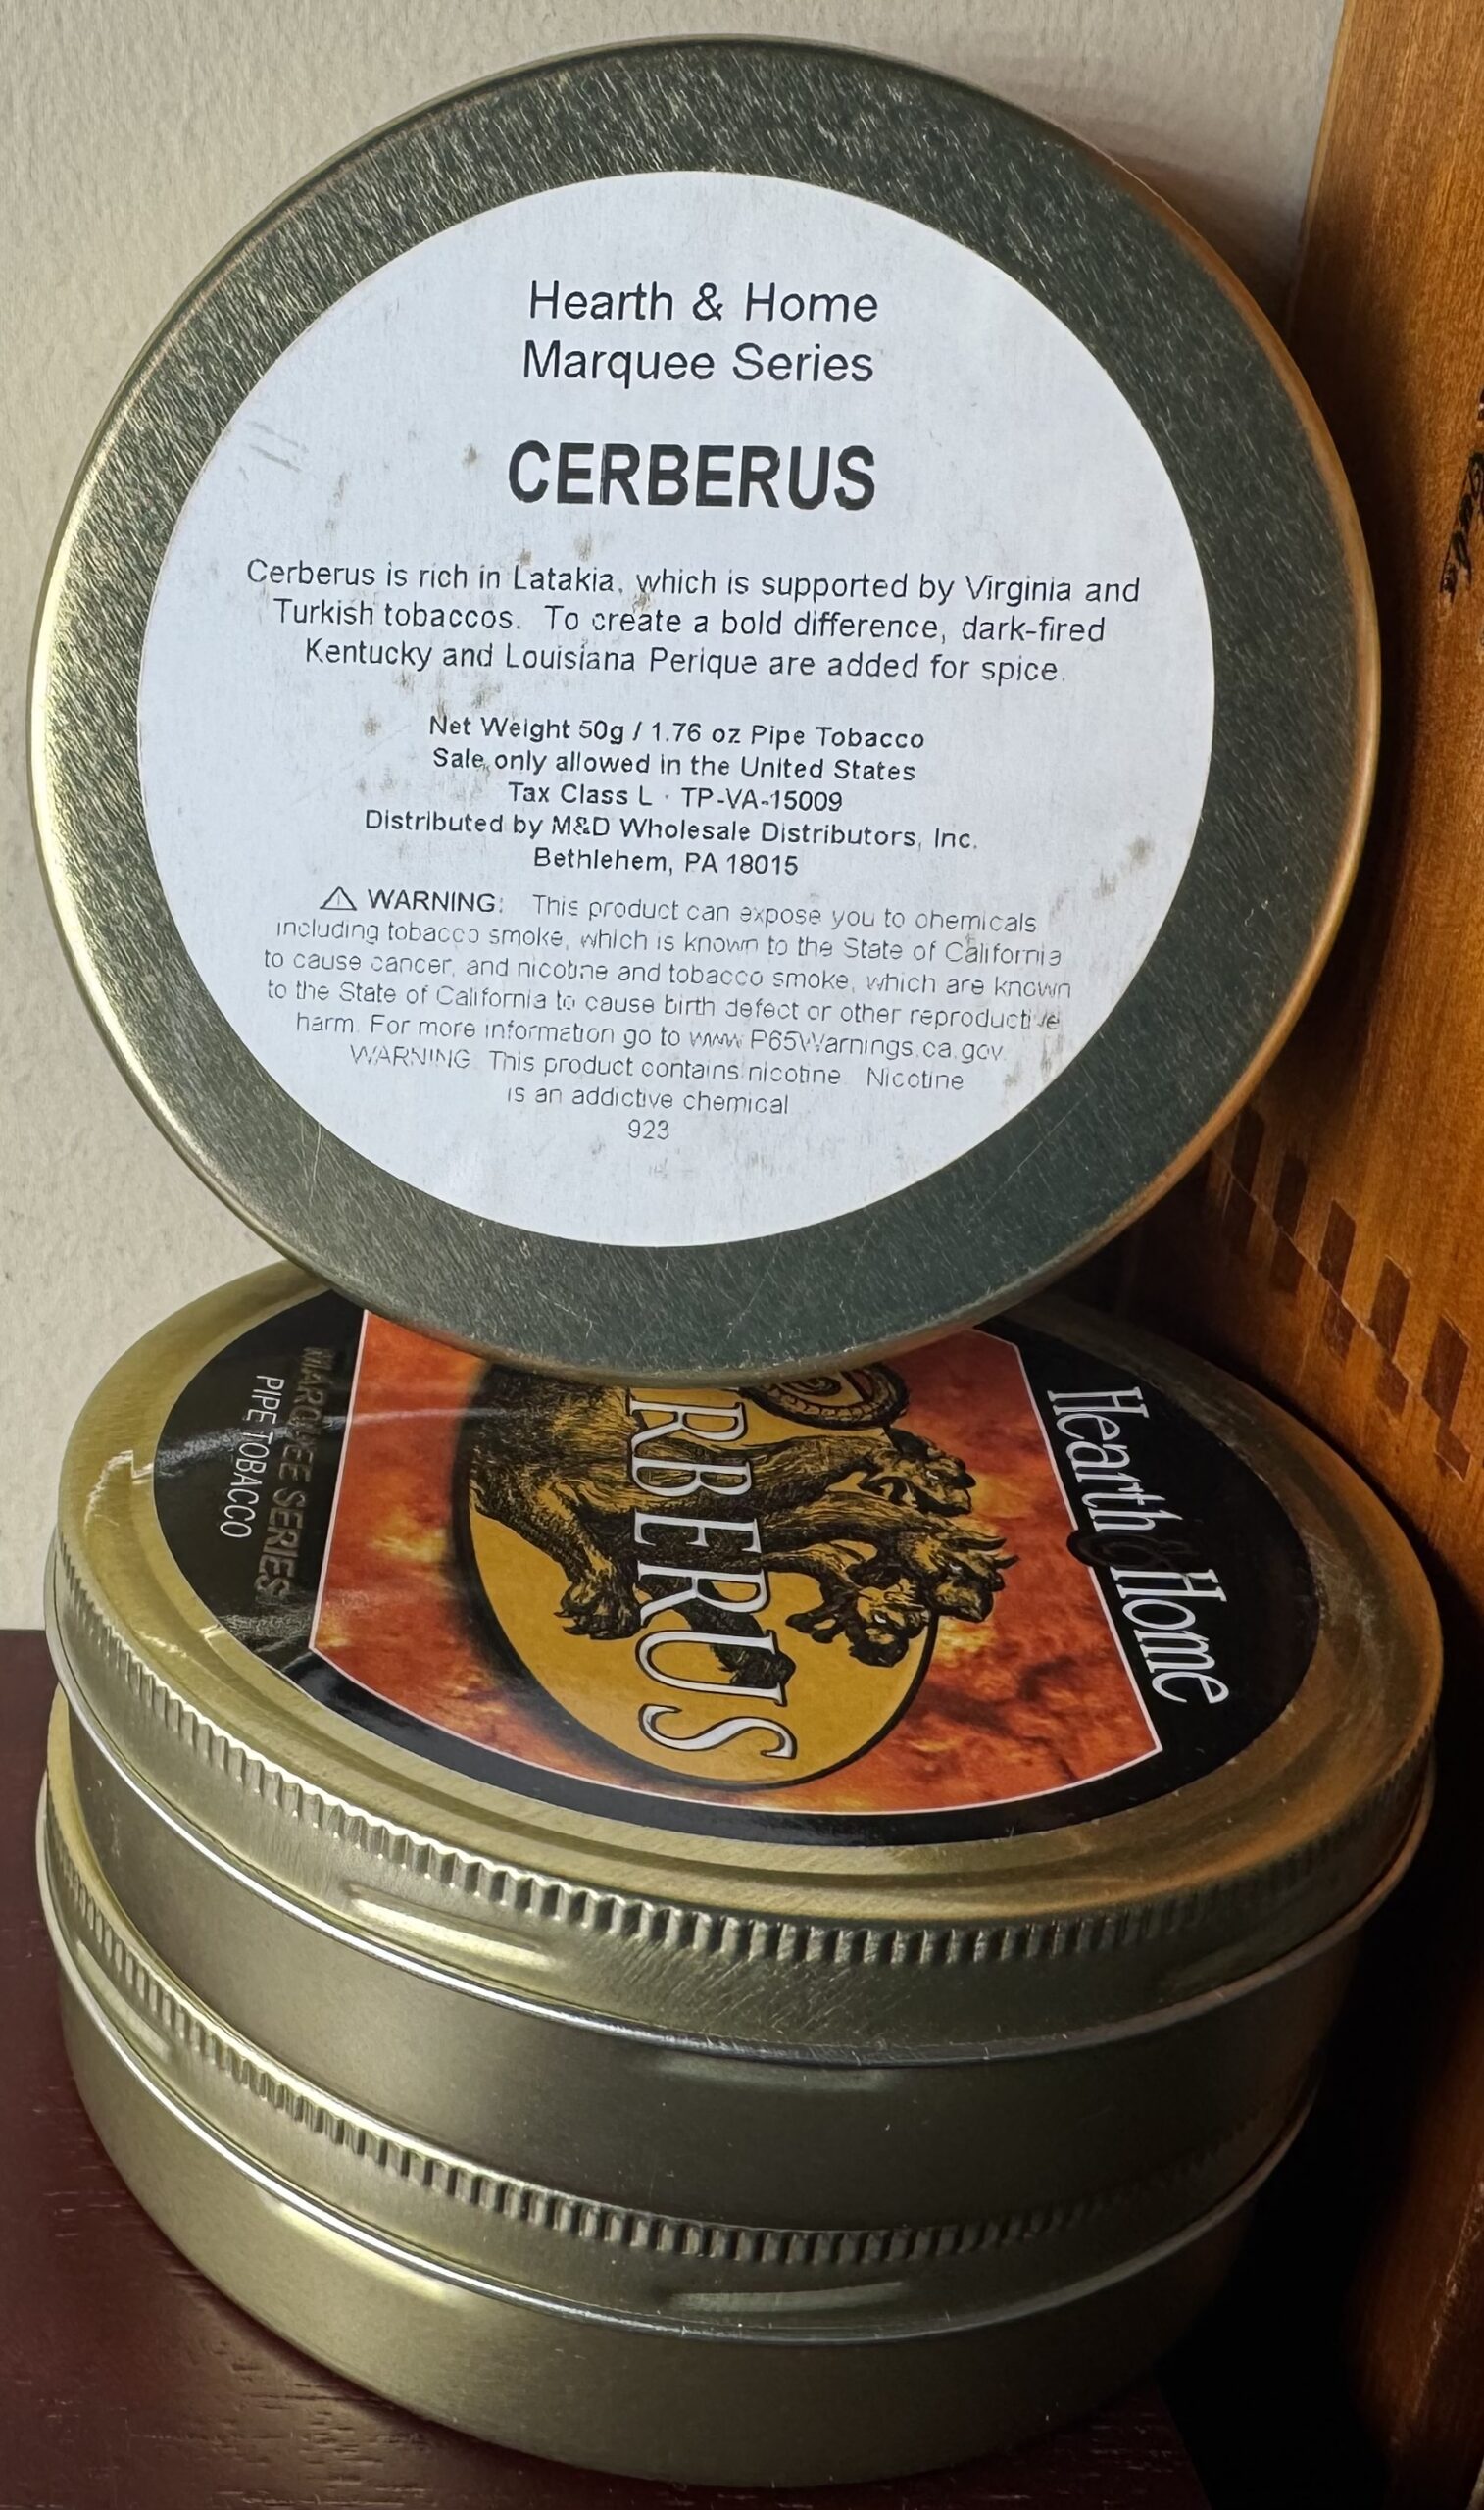 Hearth & Home
Marquee Series
CERBERUS
Cerberus is rich in Latakia, which is supported by Virginia and
Turkish tobaccos. To create a bold difference, dark-fired
Kentucky and Louisiana Perique are added for spice.
Net Weight 50g / 1.76 oz Pipe Tobacco
Sale only allowed in the United States
Tax Class L · TP-VA-15009
Distributed by M&D Wholesale Distributors, Inc.
Bethlehem, PA 18015
⚠ WARNING: This product can expose you to chemicals
including tobacco smoke, which is known to the State of California
to cause cancer, and nicotine and tobacco smoke, which are known
to the State of California to cause birth defect or other reproductive
harm. For more information go to www.P65Warnings.ca.gov.
WARNING: This product contains nicotine. Nicotine
is an addictive chemical
923
Hearth & Home
RBERUS
MARQUEE SERIES
PIPE TOBACCO